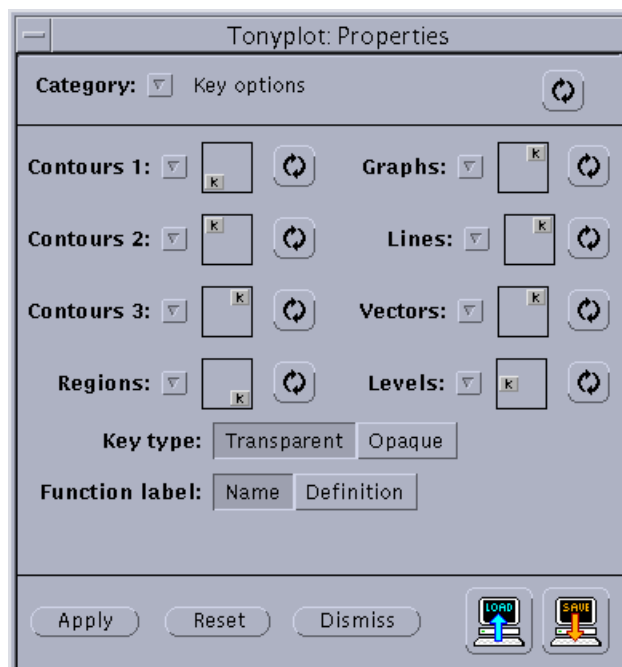 Tonyplot: Properties
Category: Key options
Contours 1: K Graphs: K
Contours 2: K Lines: K
Contours 3: K Vectors: K
Regions: K Levels: K
Key type: Transparent Opaque
Function label: Name Definition
Apply Reset Dismiss LOAD SAVE